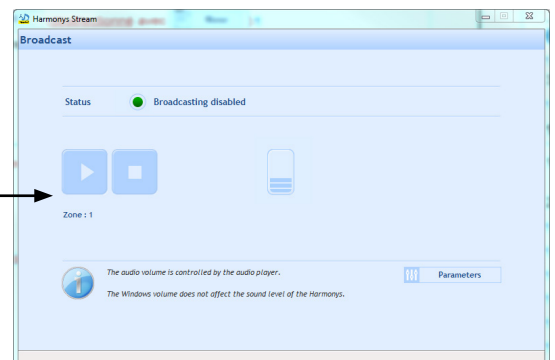 Harmonys Stream
Broadcast
Status Broadcasting disabled
Zone : 1
The audio volume is controlled by the audio player.
Parameters
The Windows volume does not affect the sound level of the Harmonys.